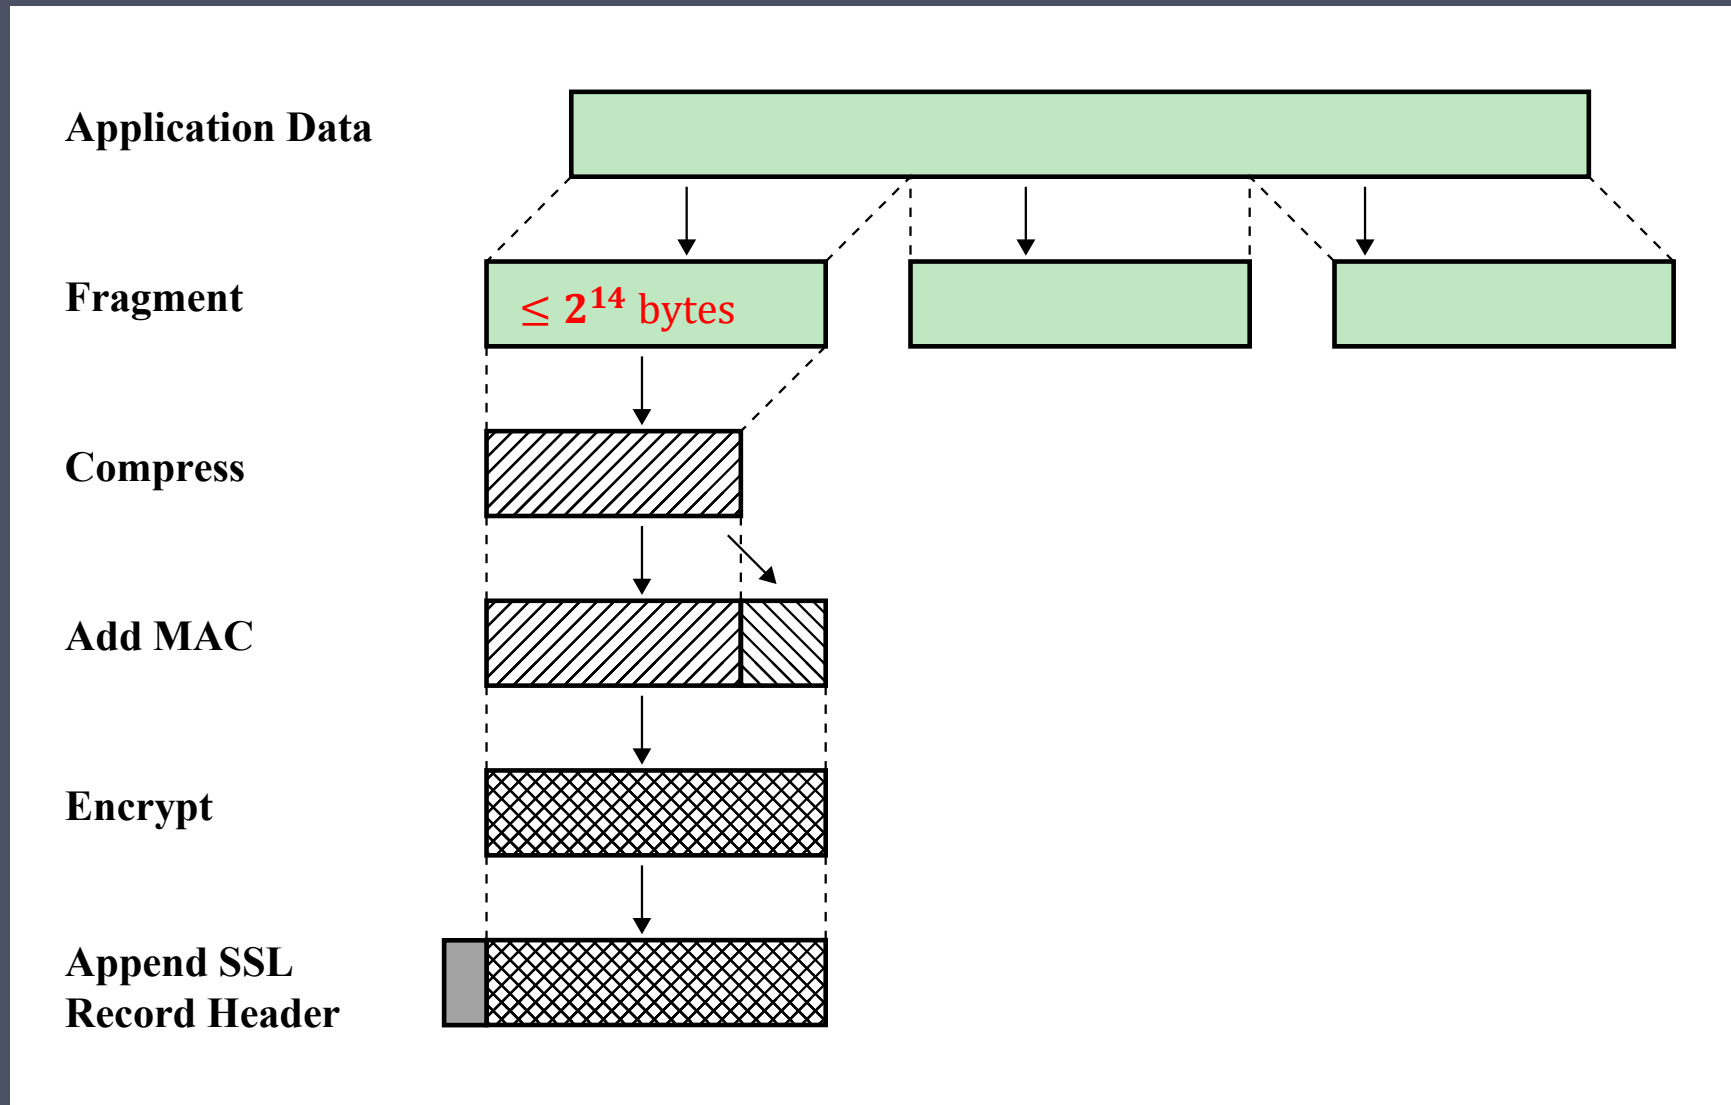 Application Data
Fragment
≤ 2¹⁴ bytes
Compress
Add MAC
Encrypt
Append SSL
Record Header